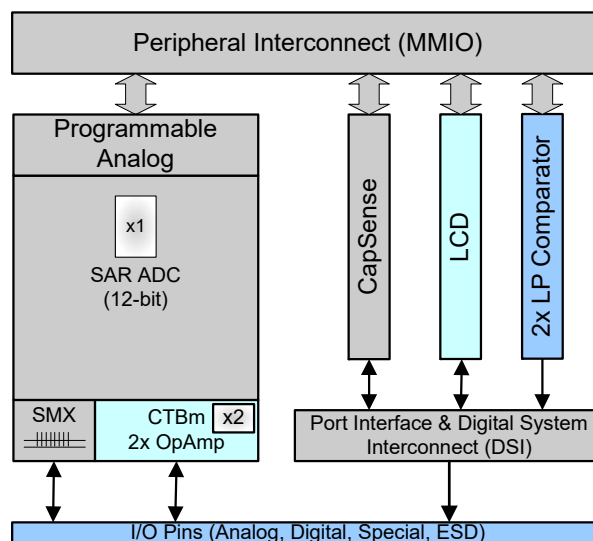 Peripheral Interconnect (MMIO)
Programmable
Analog
x1
SAR ADC
(12-bit)
SMX
CTBm
x2
2x OpAmp
CapSense
LCD
2x LP Comparator
Port Interface & Digital System
Interconnect (DSI)
I/O Pins (Analog, Digital, Special, ESD)